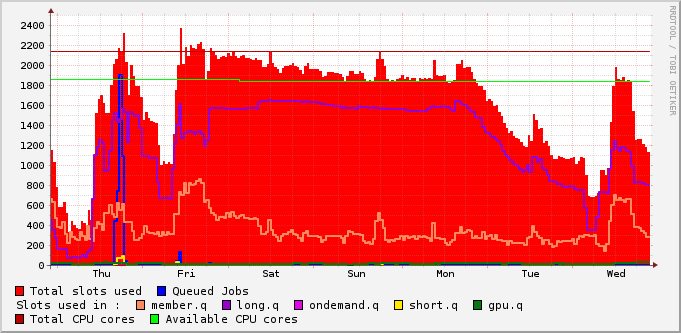 2400
2200
2000
1800
1600
1400
1200
1000
800
600
400
200
0
Thu Fri Sat Sun Mon Tue Wed
Total slots used Queued Jobs
Slots used in : member.q long.q ondemand.q short.q gpu.q
Total CPU cores Available CPU cores
RRDTOOL / TOBI OETIKER